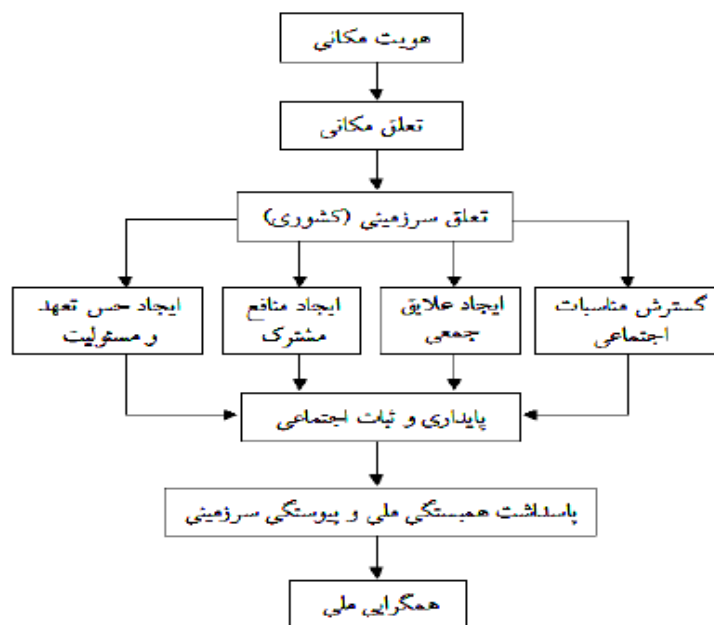 هویت مکانی
تعلق مکانی
تعلق سرزمینی (کشوری)
گسترش مناسبات
اجتماعی
ایجاد علایق
جمعی
ایجاد منافع
مشترک
ایجاد حس تعهد
و مسئولیت
پایداری و ثبات اجتماعی
پاسداشت همبستگی ملی و پیوستگی سرزمینی
همگرایی ملی